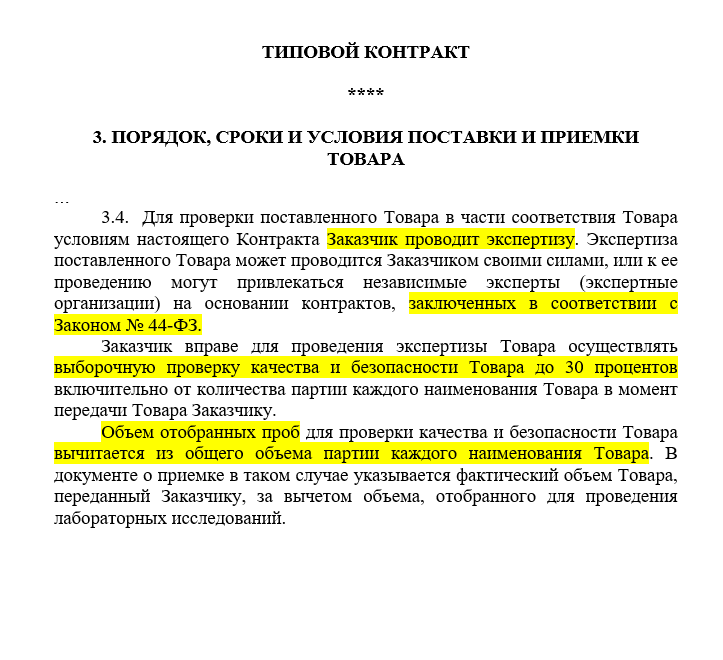 ТИПОВОЙ КОНТРАКТ
****
3. ПОРЯДОК, СРОКИ И УСЛОВИЯ ПОСТАВКИ И ПРИЕМКИ
ТОВАРА
…
3.4. Для проверки поставленного Товара в части соответствия Товара
условиям настоящего Контракта Заказчик проводит экспертизу. Экспертиза
поставленного Товара может проводится Заказчиком своими силами, или к ее
проведению могут привлекаться независимые эксперты (экспертные
организации) на основании контрактов, заключенных в соответствии с
Законом № 44-ФЗ.
Заказчик вправе для проведения экспертизы Товара осуществлять
выборочную проверку качества и безопасности Товара до 30 процентов
включительно от количества партии каждого наименования Товара в момент
передачи Товара Заказчику.
Объем отобранных проб для проверки качества и безопасности Товара
вычитается из общего объема партии каждого наименования Товара. В
документе о приемке в таком случае указывается фактический объем Товара,
переданный Заказчику, за вычетом объема, отобранного для проведения
лабораторных исследований.